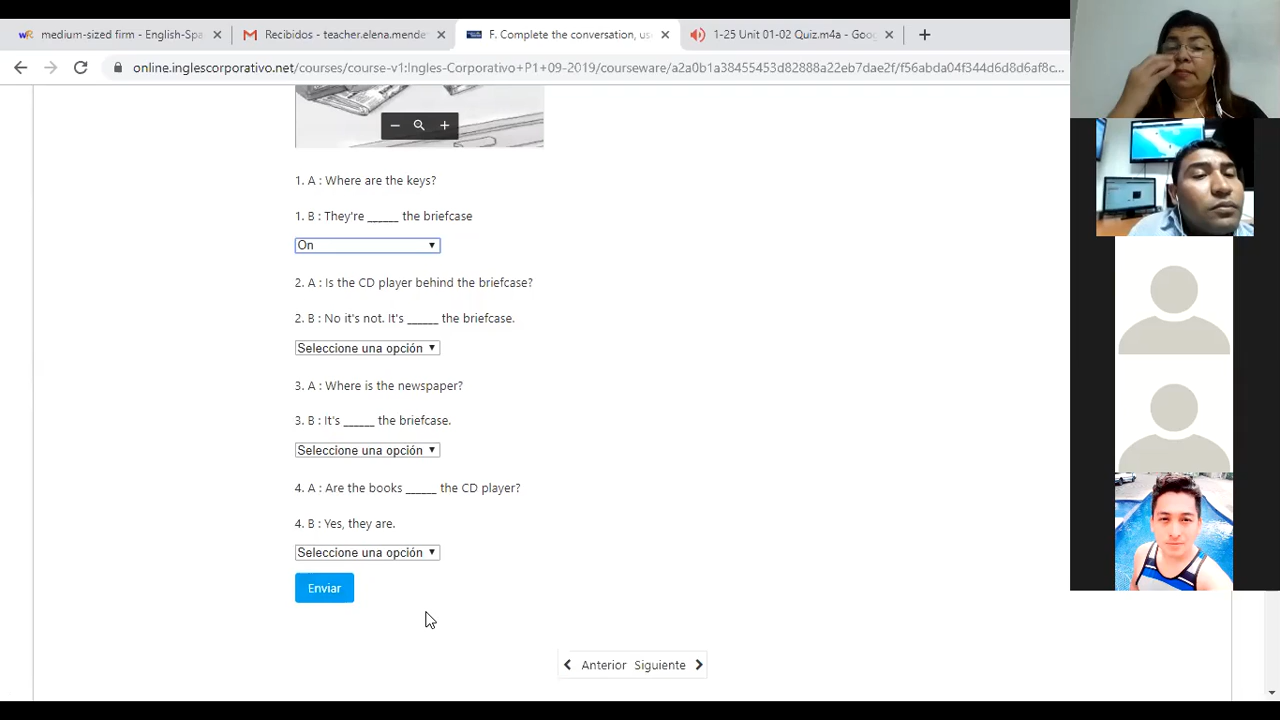 medium-sized firm - English-Spa
Recibidos - teacher.elena.mende
F. Complete the conversation, us
1-25 Unit 01-02 Quiz.m4a - Goo
online.inglescorporativo.net/courses/course-v1:Ingles-Corporativo+P1+09-2019/courseware/a2a0b1a38455453d82888a22eb7dae2f/f56abda04f344d6d8d6af8c...
1. A : Where are the keys?
1. B : They're ______ the briefcase
On
2. A : Is the CD player behind the briefcase?
2. B : No it's not. It's ______ the briefcase.
Seleccione una opción
3. A : Where is the newspaper?
3. B : It's ______ the briefcase.
Seleccione una opción
4. A : Are the books ______ the CD player?
4. B : Yes, they are.
Seleccione una opción
Enviar
Anterior Siguiente